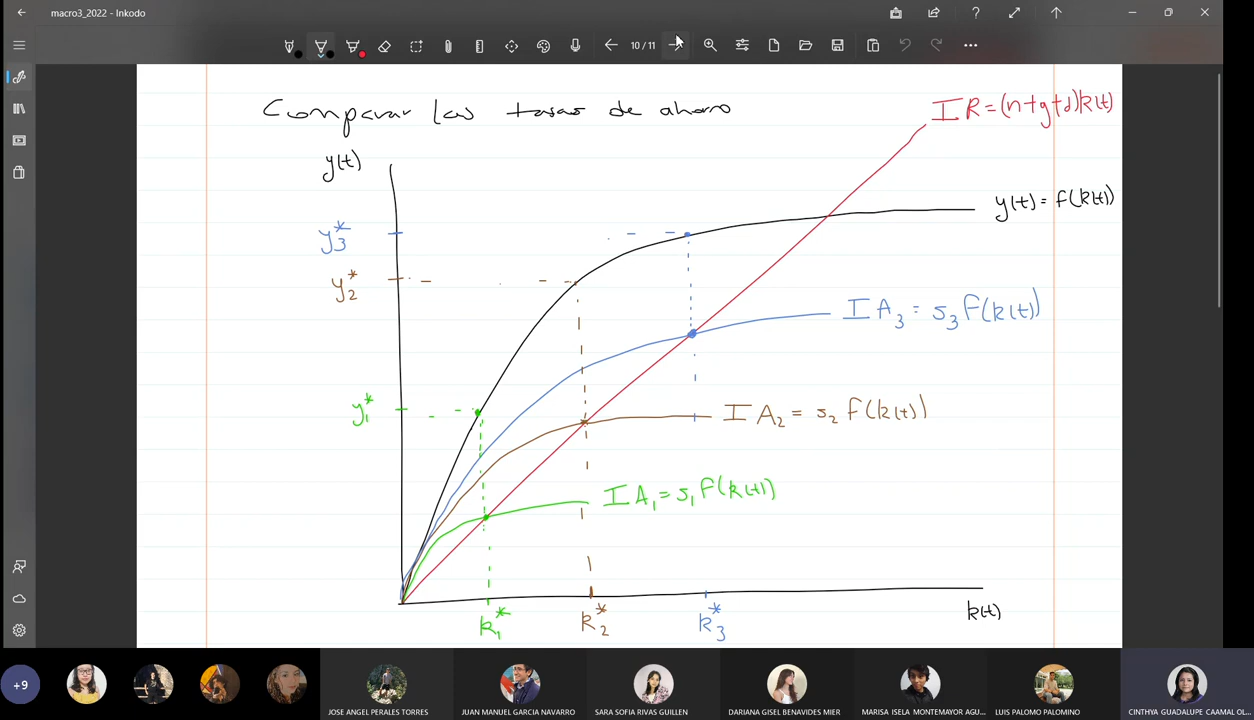 macro3_2022 - Inkodo
10 / 11
Comparar las tasas de ahorro
IR = (n+g+d)k(t)
y(t)
y(t) = f(k(t))
y3*
y2*
IA3 = s3 f(k(t))
y1*
IA2 = s2 f(k(t))
IA1 = s1 f(k(t))
k1*
k2*
k3*
k(t)
+9
JOSE ANGEL PERALES TORRES
JUAN MANUEL GARCIA NAVARRO
SARA SOFIA RIVAS GUILLEN
DARIANA GISEL BENAVIDES MIER
MARISA ISELA MONTEMAYOR AGU...
LUIS PALOMO PALOMINO
CINTHYA GUADALUPE CAAMAL OL...